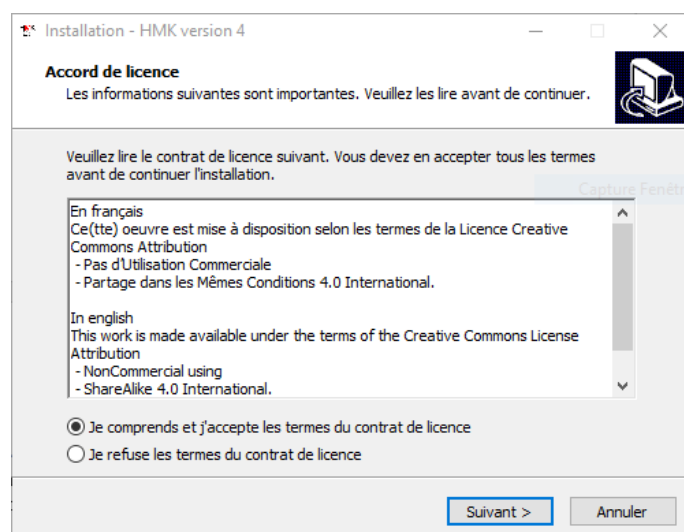 Installation - HMK version 4
Accord de licence
Les informations suivantes sont importantes. Veuillez les lire avant de continuer.
Veuillez lire le contrat de licence suivant. Vous devez en accepter tous les termes
avant de continuer l'installation.
Capture Fenêtr
En français
Ce(tte) oeuvre est mise à disposition selon les termes de la Licence Creative
Commons Attribution
- Pas d'Utilisation Commerciale
- Partage dans les Mêmes Conditions 4.0 International.
In english
This work is made available under the terms of the Creative Commons License
Attribution
- NonCommercial using
- ShareAlike 4.0 International.
Je comprends et j'accepte les termes du contrat de licence
Je refuse les termes du contrat de licence
Suivant >
Annuler